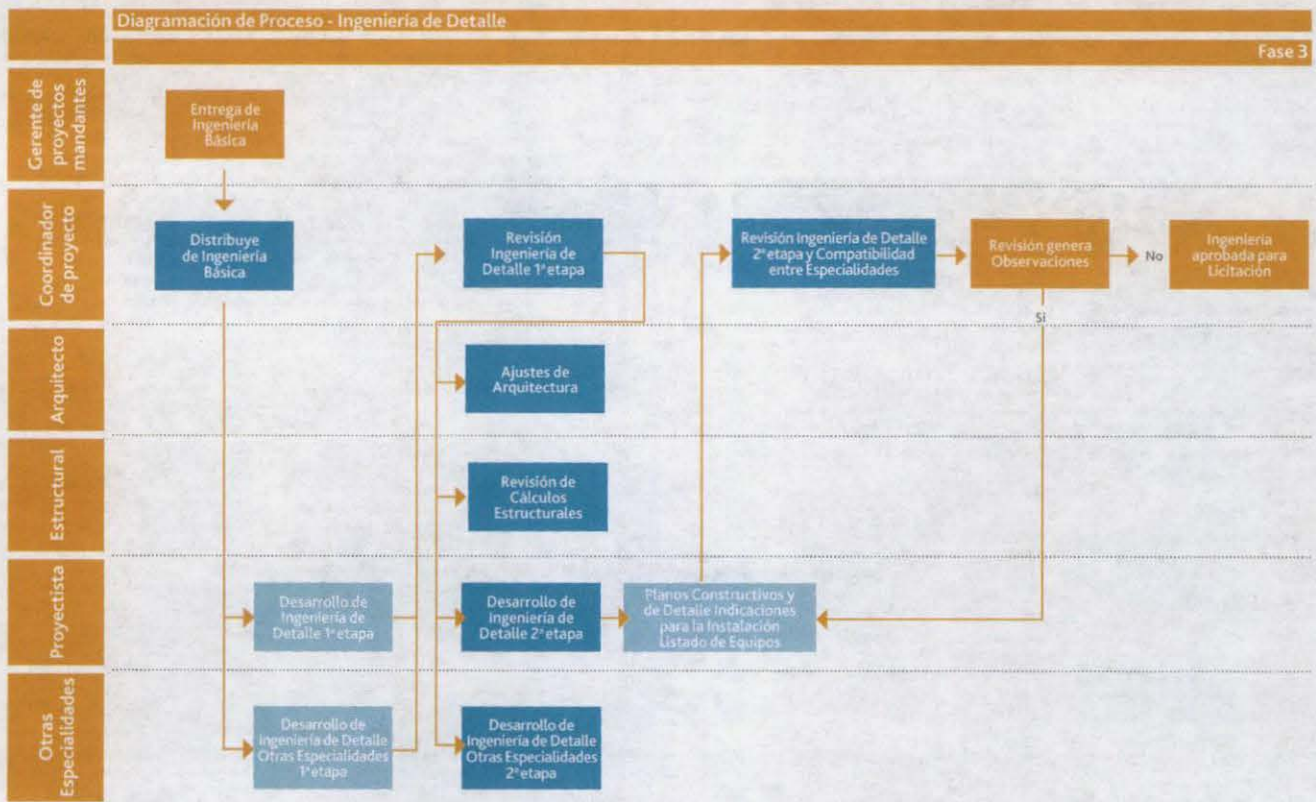 Diagramación de Proceso - Ingeniería de Detalle
Fase 3
Gerente de
proyectos
mandantes
Entrega de
Ingeniería
Básica
Coordinador
de proyecto
Distribuye
de Ingeniería
Básica
Revisión
Ingeniería de
Detalle 1ª etapa
Revisión Ingeniería de Detalle
2ª etapa y Compatibilidad
entre Especialidades
Revisión genera
Observaciones
No
Ingeniería
aprobada para
Licitación
Si
Arquitecto
Ajustes de
Arquitectura
Estructural
Revisión de
Cálculos
Estructurales
Proyectista
Desarrollo de
Ingeniería de
Detalle 1ª etapa
Desarrollo de
Ingeniería de
Detalle 2ª etapa
Planos Constructivos y
de Detalle Indicaciones
para la Instalación
Listado de Equipos
Otras
Especialidades
Desarrollo de
Ingeniería de Detalle
Otras Especialidades
1ª etapa
Desarrollo de
Ingeniería de Detalle
Otras Especialidades
2ª etapa